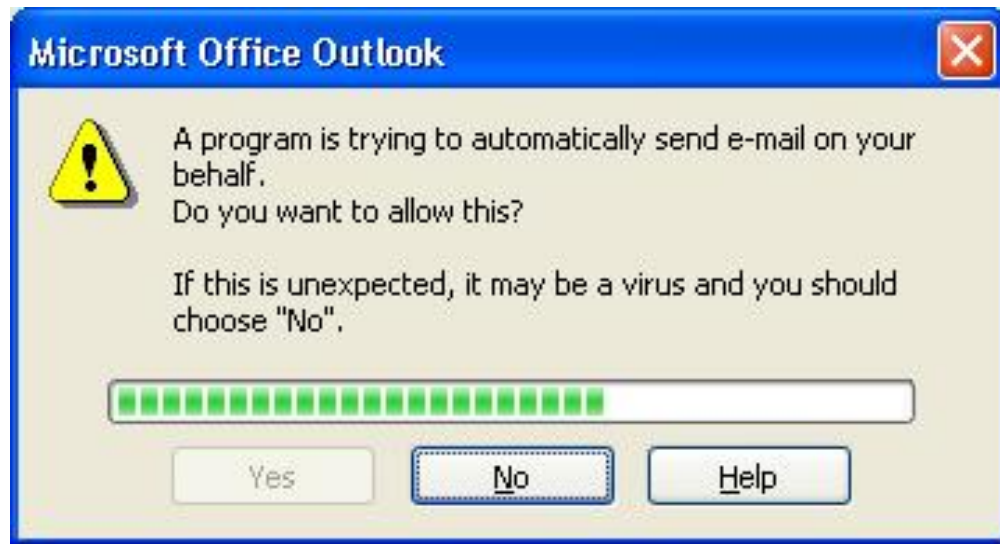 Microsoft Office Outlook
A program is trying to automatically send e-mail on your
behalf.
Do you want to allow this?
If this is unexpected, it may be a virus and you should
choose "No".
Yes
No
Help